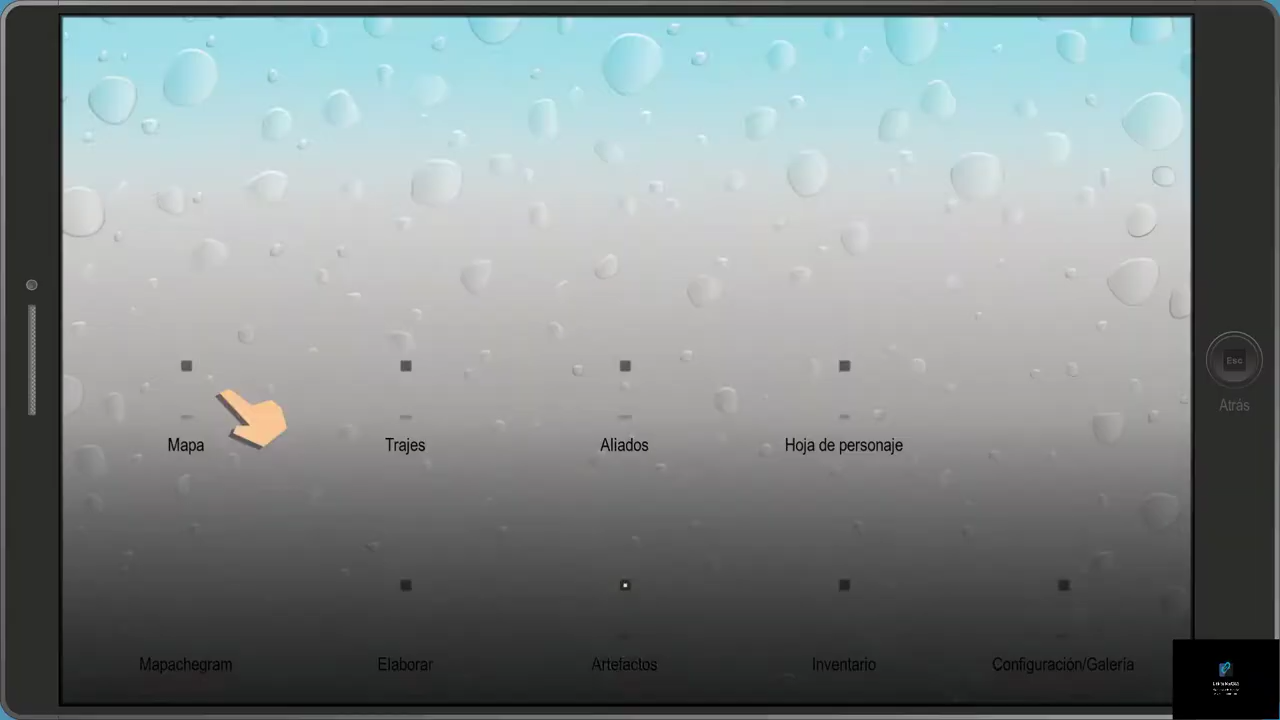 Esc
Atrás
Mapa
Trajes
Aliados
Hoja de personaje
Mapachegram
Elaborar
Artefactos
Inventario
Configuración/Galería